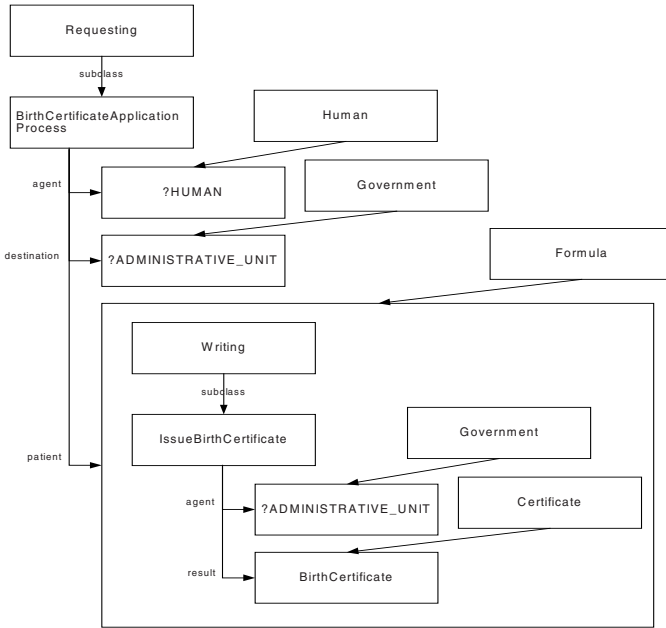 Requesting
subclass
BirthCertificateApplication
Process
Human
agent
?HUMAN
Government
destination
?ADMINISTRATIVE_UNIT
Formula
Writing
subclass
IssueBirthCertificate
Government
patient
agent
?ADMINISTRATIVE_UNIT
Certificate
result
BirthCertificate